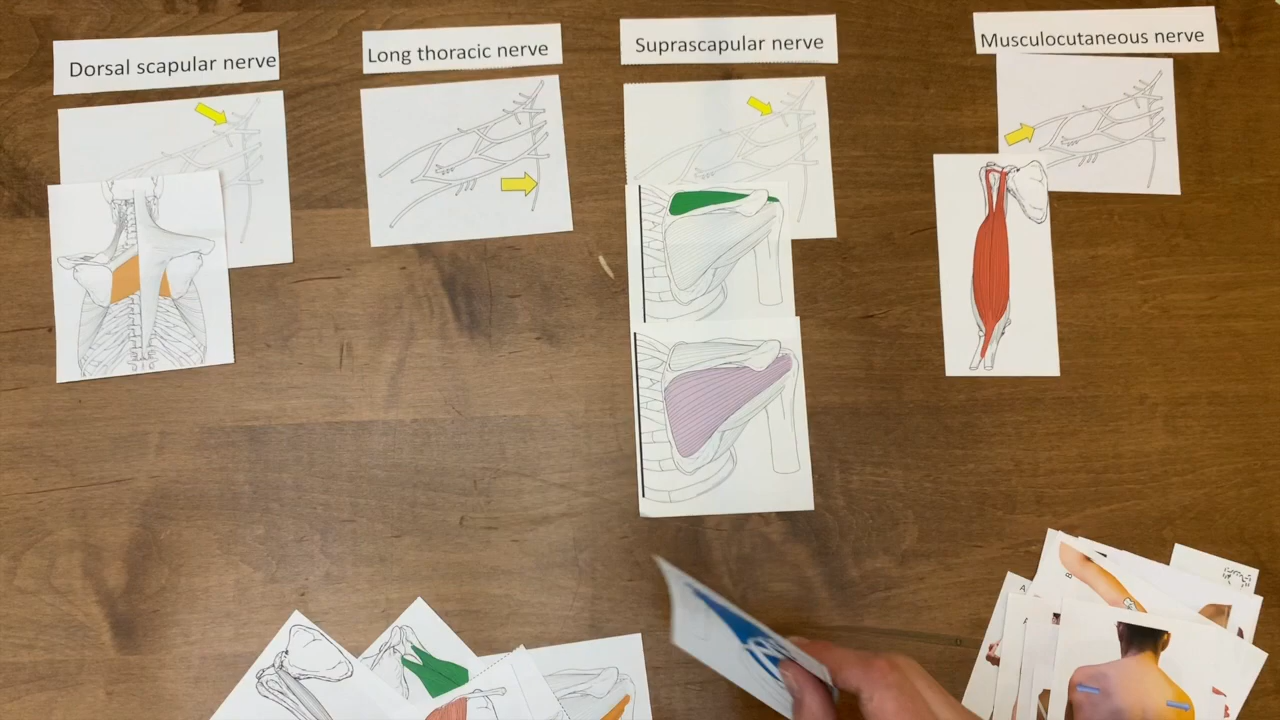 Dorsal scapular nerve
Long thoracic nerve
Suprascapular nerve
Musculocutaneous nerve
A
B